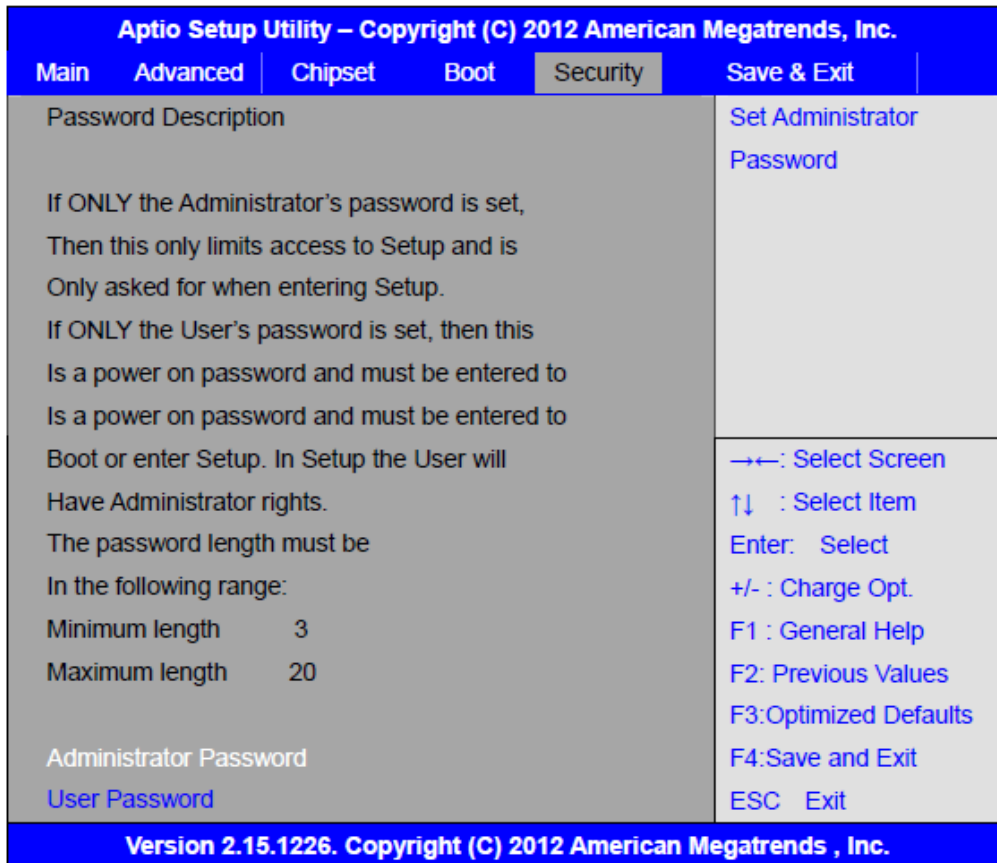 Aptio Setup Utility – Copyright (C) 2012 American Megatrends, Inc.
Main Advanced Chipset Boot Security Save & Exit
Password Description
If ONLY the Administrator’s password is set,
Then this only limits access to Setup and is
Only asked for when entering Setup.
If ONLY the User’s password is set, then this
Is a power on password and must be entered to
Is a power on password and must be entered to
Boot or enter Setup. In Setup the User will
Have Administrator rights.
The password length must be
In the following range:
Minimum length 3
Maximum length 20
Administrator Password
User Password
Set Administrator
Password
→←: Select Screen
↑↓ : Select Item
Enter: Select
+/- : Charge Opt.
F1 : General Help
F2: Previous Values
F3:Optimized Defaults
F4:Save and Exit
ESC Exit
Version 2.15.1226. Copyright (C) 2012 American Megatrends , Inc.